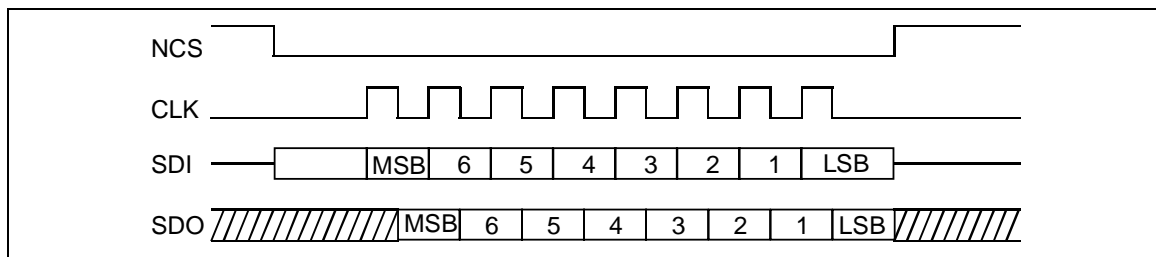 NCS
CLK
SDI MSB 6 5 4 3 2 1 LSB
SDO MSB 6 5 4 3 2 1 LSB